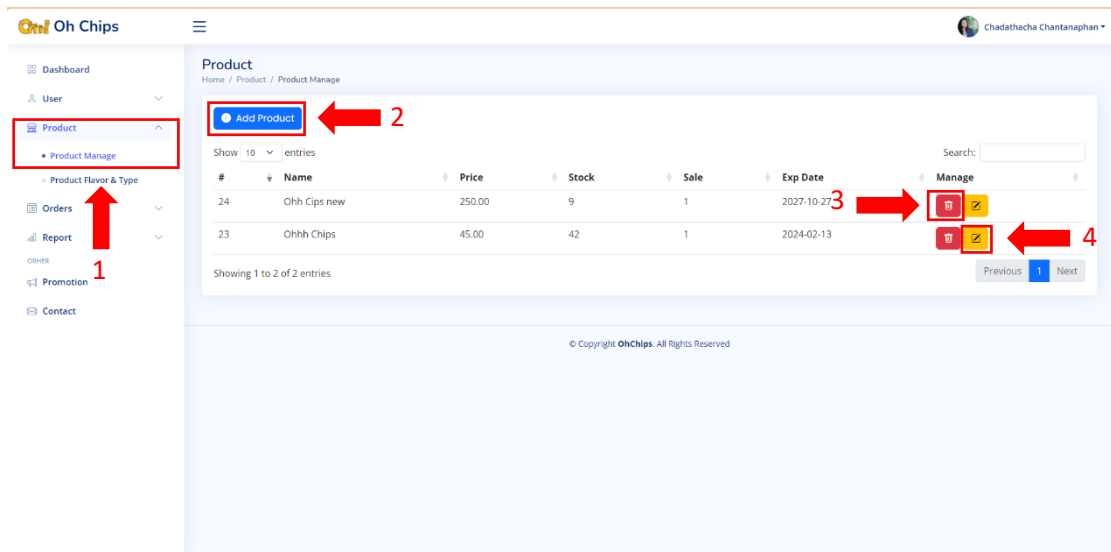 Ohh! Oh Chips
Chadathacha Chantanaphan
Dashboard
User
Product
Product Manage
Product Flavor & Type
Orders
Report
ORHER
Promotion
Contact
1
Product
Home / Product / Product Manage
Add Product
2
Show 10 entries
Search:
# Name Price Stock Sale Exp Date Manage
24 Ohh Cips new 250.00 9 1 2027-10-27
3
23 Ohhh Chips 45.00 42 1 2024-02-13
4
Showing 1 to 2 of 2 entries
Previous 1 Next
© Copyright OhChips. All Rights Reserved